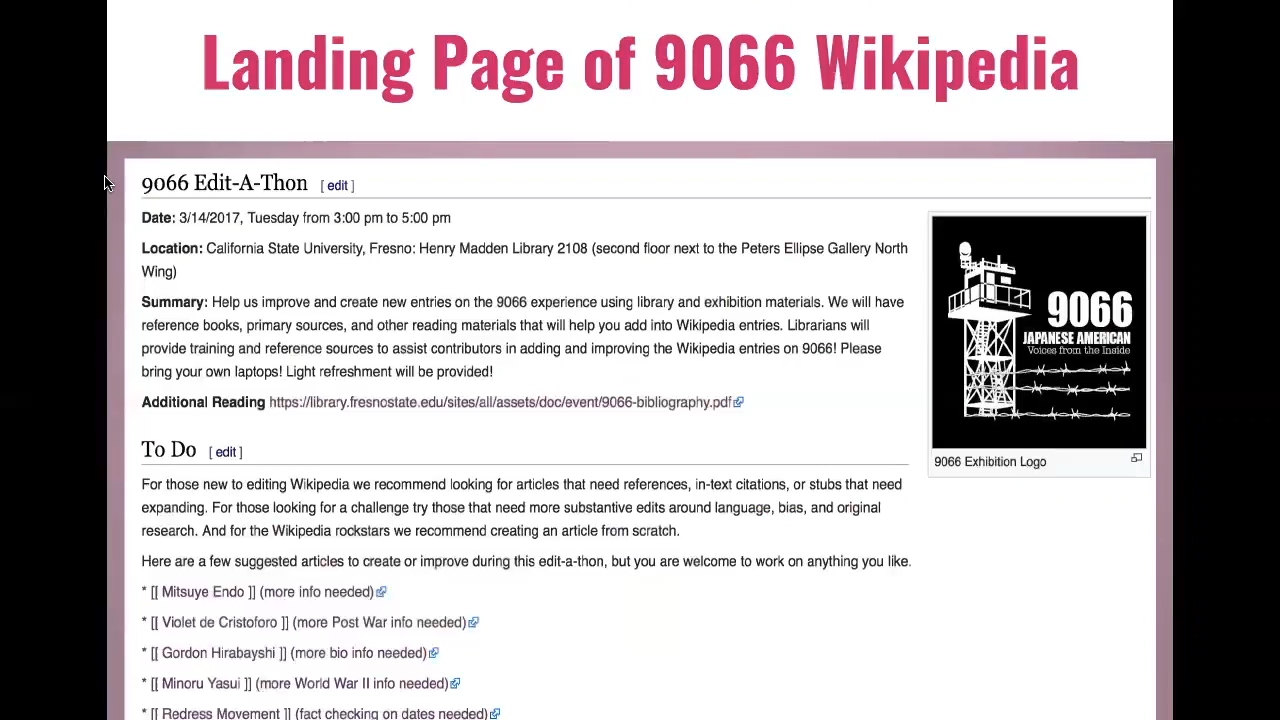 Landing Page of 9066 Wikipedia
9066 Edit-A-Thon [ edit ]
Date: 3/14/2017, Tuesday from 3:00 pm to 5:00 pm
Location: California State University, Fresno: Henry Madden Library 2108 (second floor next to the Peters Ellipse Gallery North
Wing)
Summary: Help us improve and create new entries on the 9066 experience using library and exhibition materials. We will have
reference books, primary sources, and other reading materials that will help you add into Wikipedia entries. Librarians will
provide training and reference sources to assist contributors in adding and improving the Wikipedia entries on 9066! Please
bring your own laptops! Light refreshment will be provided!
Additional Reading https://library.fresnostate.edu/sites/all/assets/doc/event/9066-bibliography.pdf
9066
JAPANESE AMERICAN
Voices from the Inside
9066 Exhibition Logo
To Do [ edit ]
For those new to editing Wikipedia we recommend looking for articles that need references, in-text citations, or stubs that need
expanding. For those looking for a challenge try those that need more substantive edits around language, bias, and original
research. And for the Wikipedia rockstars we recommend creating an article from scratch.
Here are a few suggested articles to create or improve during this edit-a-thon, but you are welcome to work on anything you like.
* [[ Mitsuye Endo ]] (more info needed)
* [[ Violet de Cristoforo ]] (more Post War info needed)
* [[ Gordon Hirabayshi ]] (more bio info needed)
* [[ Minoru Yasui ]] (more World War II info needed)
* [[ Redress Movement ]] (fact checking on dates needed)